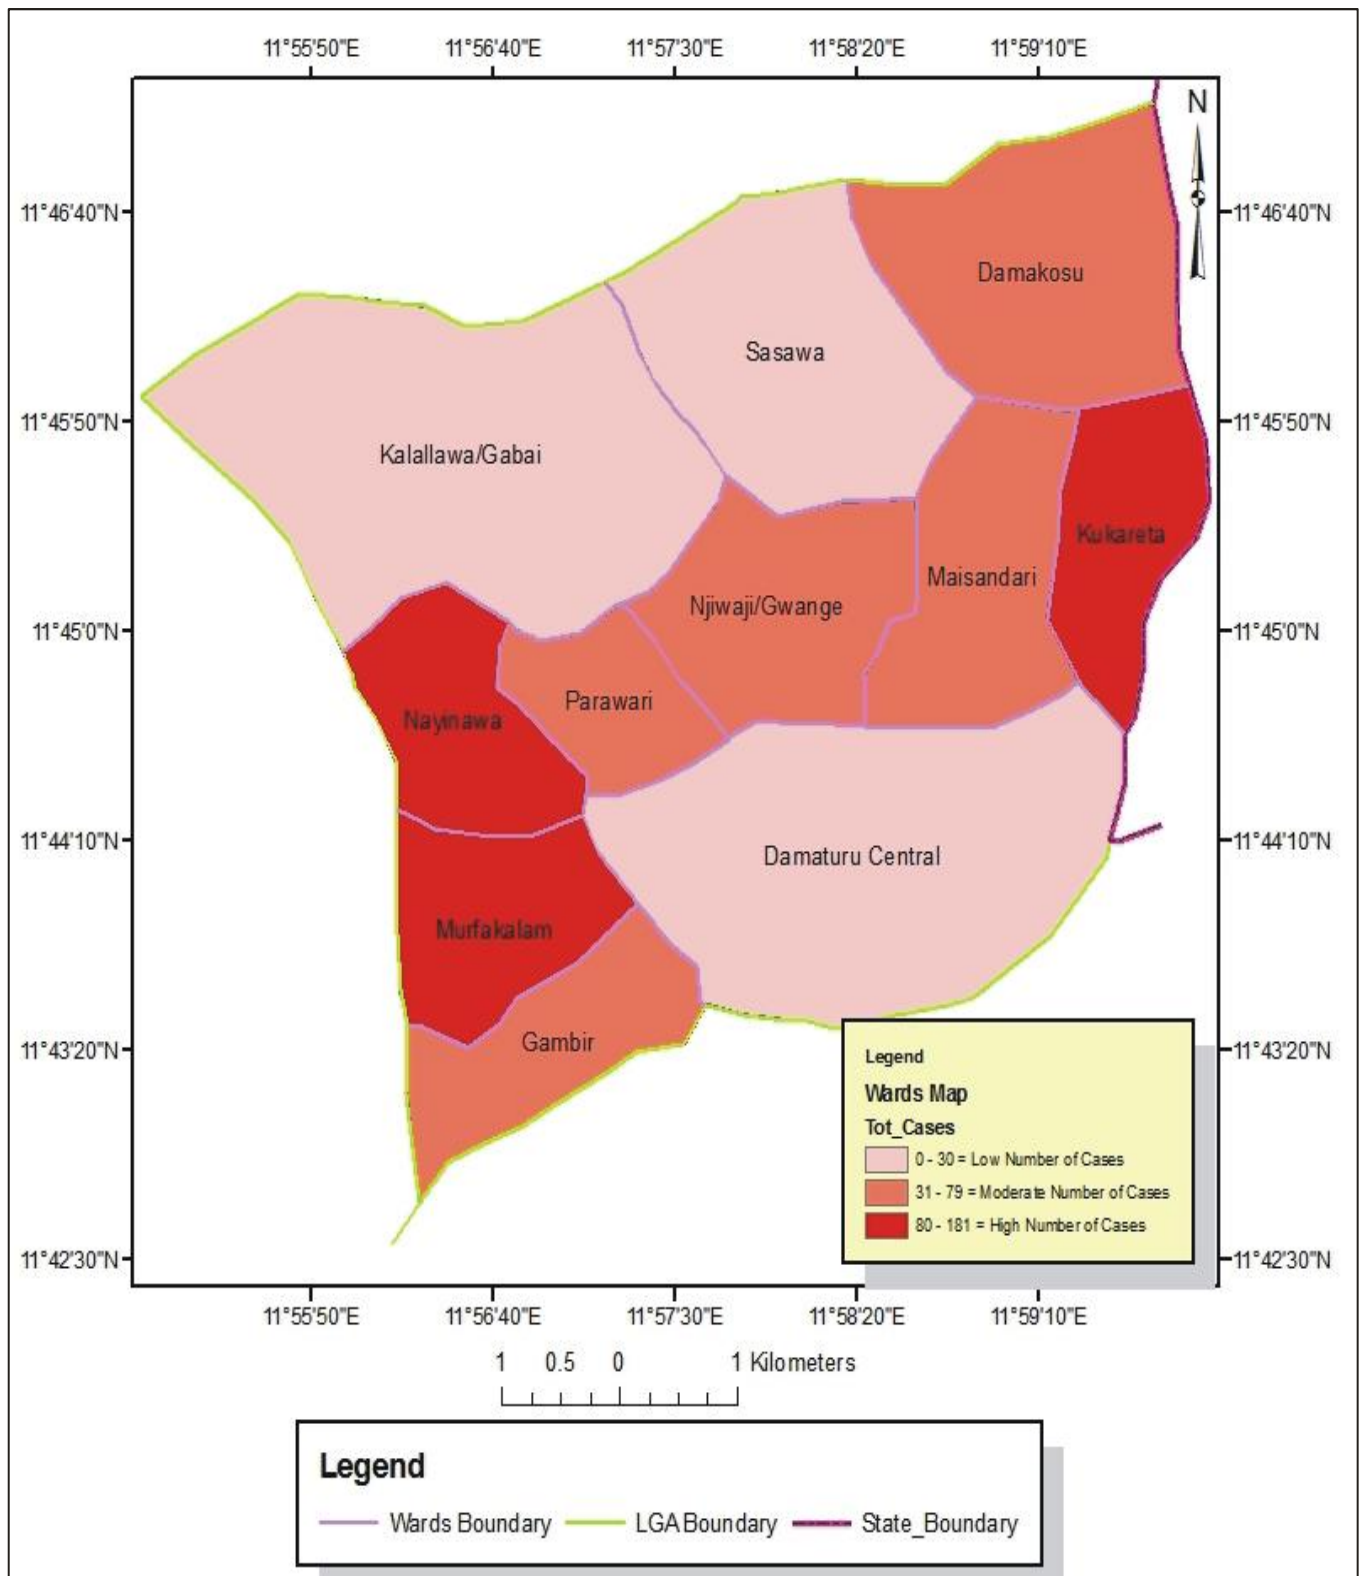 11°55'50"E 11°56'40"E 11°57'30"E 11°58'20"E 11°59'10"E
N
11°46'40"N 11°46'40"N
Damakosu
Sasawa
11°45'50"N 11°45'50"N
Kalallawa/Gabai
Kukareta
Maisandari
Njiwaji/Gwange
11°45'0"N 11°45'0"N
Parawari
Nayinawa
11°44'10"N 11°44'10"N
Damaturu Central
Murfakalam
Gambir
11°43'20"N 11°43'20"N
Legend
Wards Map
Tot_Cases
0 - 30 = Low Number of Cases
31 - 79 = Moderate Number of Cases
80 - 181 = High Number of Cases
11°42'30"N 11°42'30"N
11°55'50"E 11°56'40"E 11°57'30"E 11°58'20"E 11°59'10"E
1 0.5 0 1 Kilometers
Legend
Wards Boundary LGA Boundary State_Boundary